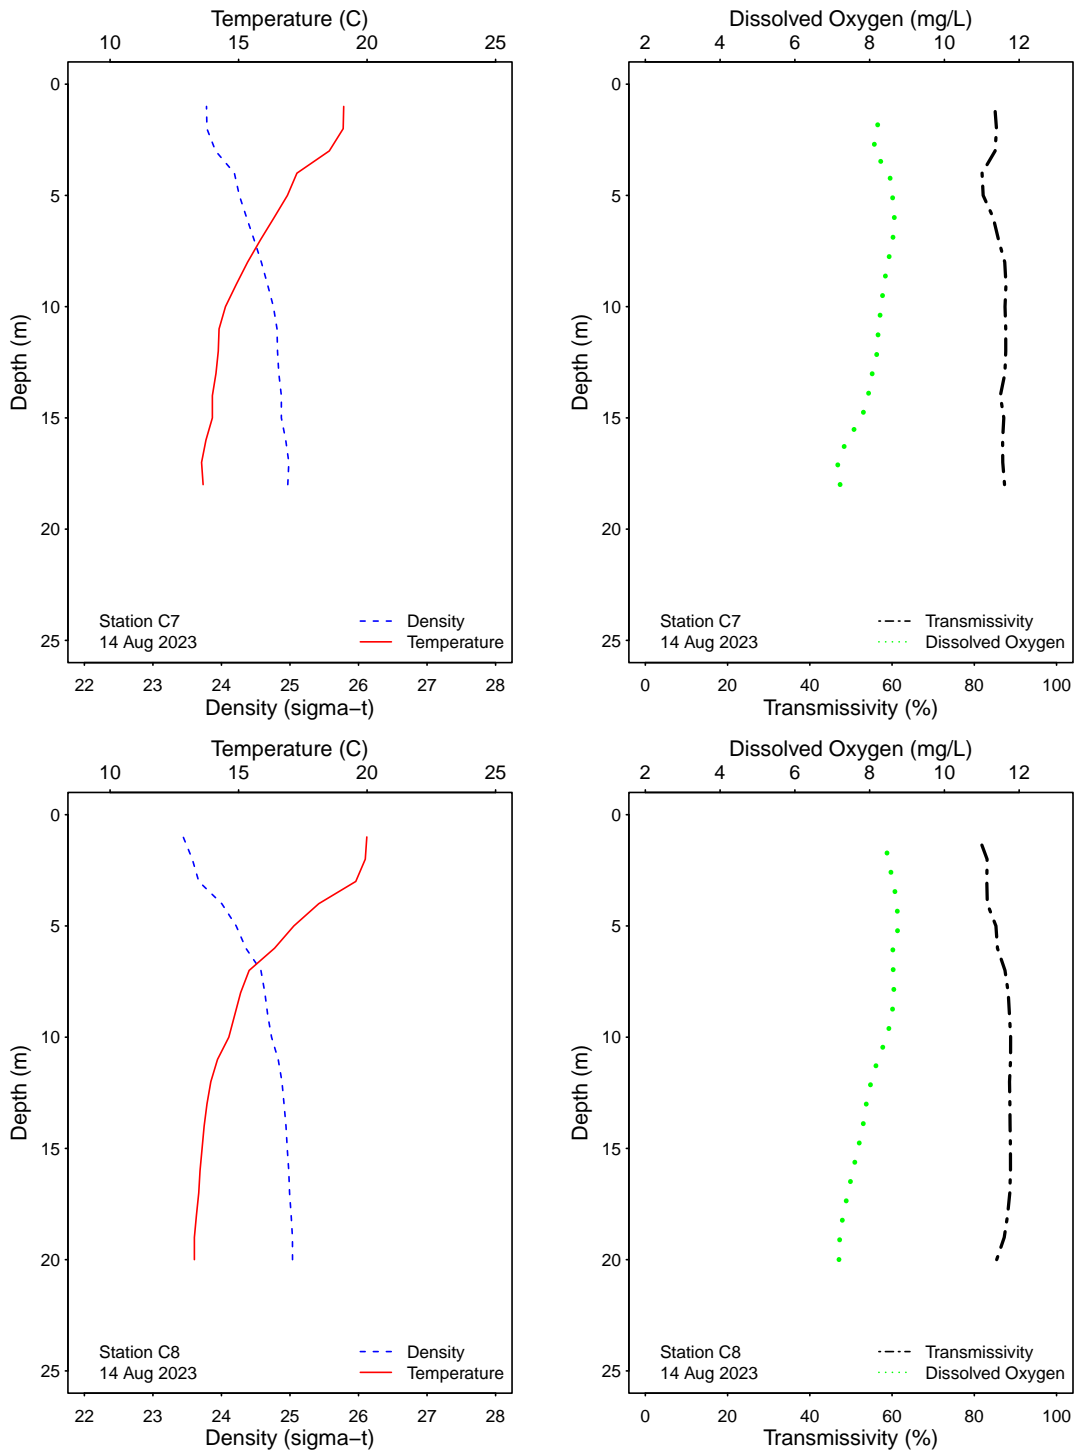 Temperature (C)
10 15 20 25
0
5
10
15
20
25
Depth (m)
Station C7
14 Aug 2023
Density
Temperature
22 23 24 25 26 27 28
Density (sigma−t)
Dissolved Oxygen (mg/L)
2 4 6 8 10 12
0
5
10
15
20
25
Depth (m)
Station C7
14 Aug 2023
Transmissivity
Dissolved Oxygen
0 20 40 60 80 100
Transmissivity (%)
Temperature (C)
10 15 20 25
0
5
10
15
20
25
Depth (m)
Station C8
14 Aug 2023
Density
Temperature
22 23 24 25 26 27 28
Density (sigma−t)
Dissolved Oxygen (mg/L)
2 4 6 8 10 12
0
5
10
15
20
25
Depth (m)
Station C8
14 Aug 2023
Transmissivity
Dissolved Oxygen
0 20 40 60 80 100
Transmissivity (%)